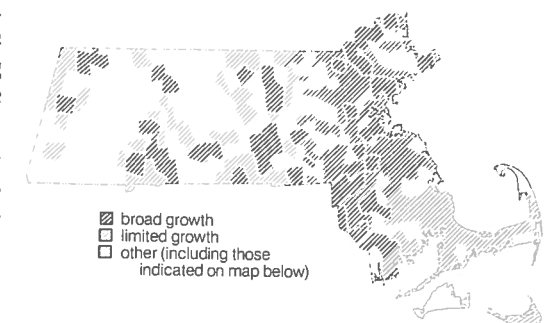 broad growth
limited growth
other (including those
indicated on map below)